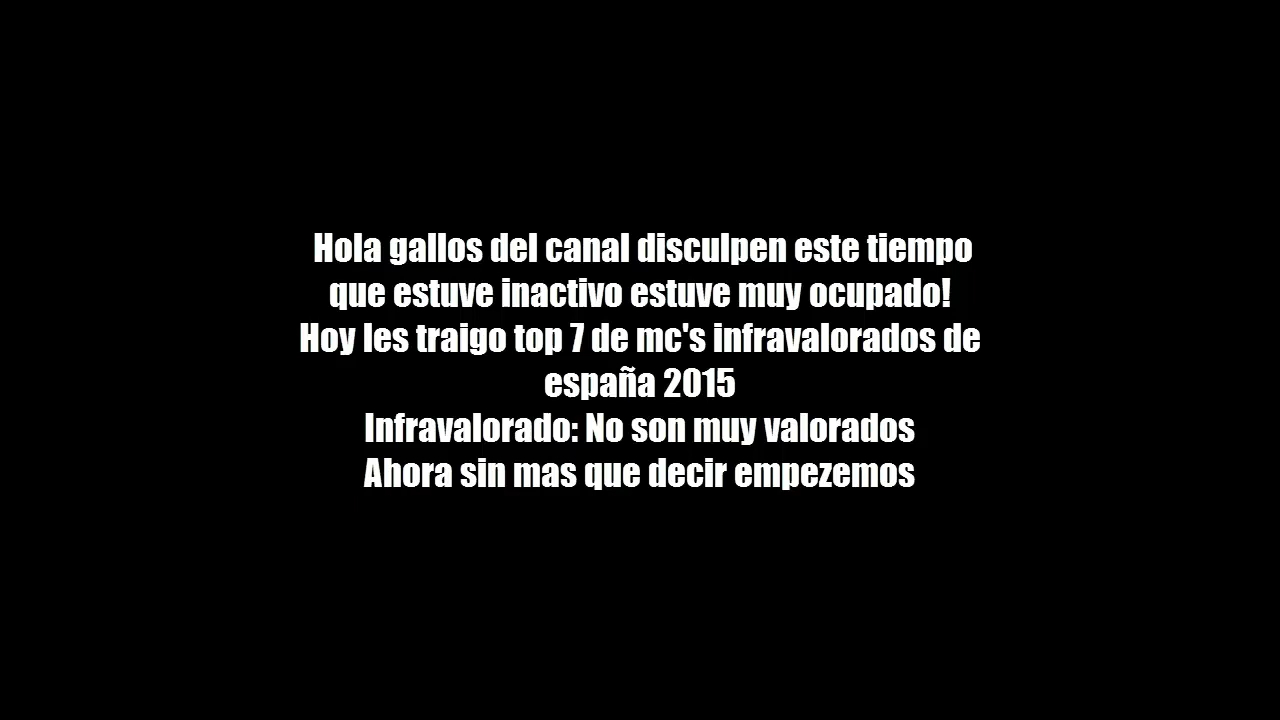 Hola gallos del canal disculpen este tiempo
que estuve inactivo estuve muy ocupado!
Hoy les traigo top 7 de mc's infravalorados de
españa 2015
Infravalorado: No son muy valorados
Ahora sin mas que decir empezemos